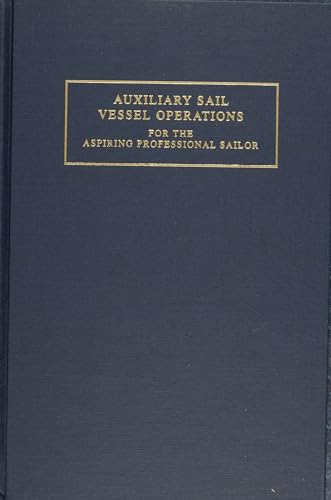 AUXILIARY SAIL
VESSEL OPERATIONS
FOR THE
ASPIRING PROFESSIONAL SAILOR